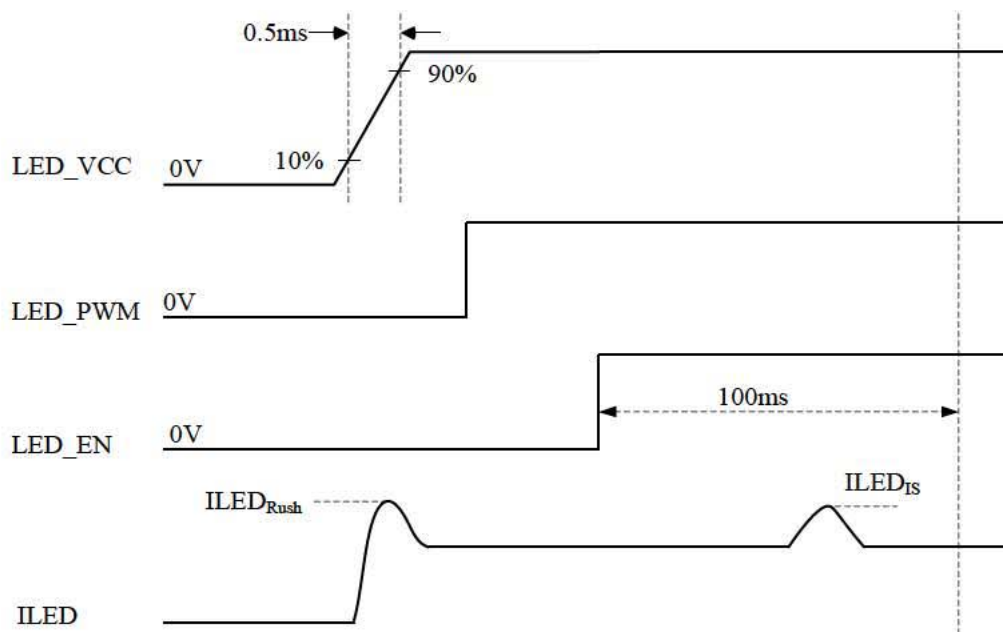 0.5ms
90%
10%
LED_VCC 0V
LED_PWM 0V
100ms
LED_EN 0V
ILEDRush
ILEDIS
ILED